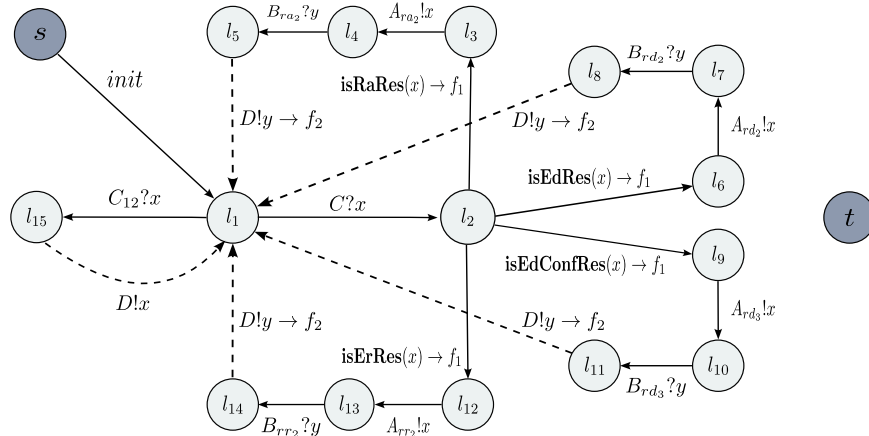 s
l₅
B_{ra₂}?y
l₄
A_{ra₂}!x
l₃
init
isRaRes(x) → f₁
l₈
B_{rd₂}?y
l₇
D!y → f₂
D!y → f₂
A_{rd₂}!x
isEdRes(x) → f₁
l₆
l₁₅
C₁₂?x
l₁
C?x
l₂
t
l₉
isEdConfRes(x) → f₁
D!x
D!y → f₂
D!y → f₂
A_{rd₃}!x
isErRes(x) → f₁
l₁₁
B_{rd₃}?y
l₁₀
l₁₄
B_{rr₂}?y
l₁₃
A_{rr₂}!x
l₁₂